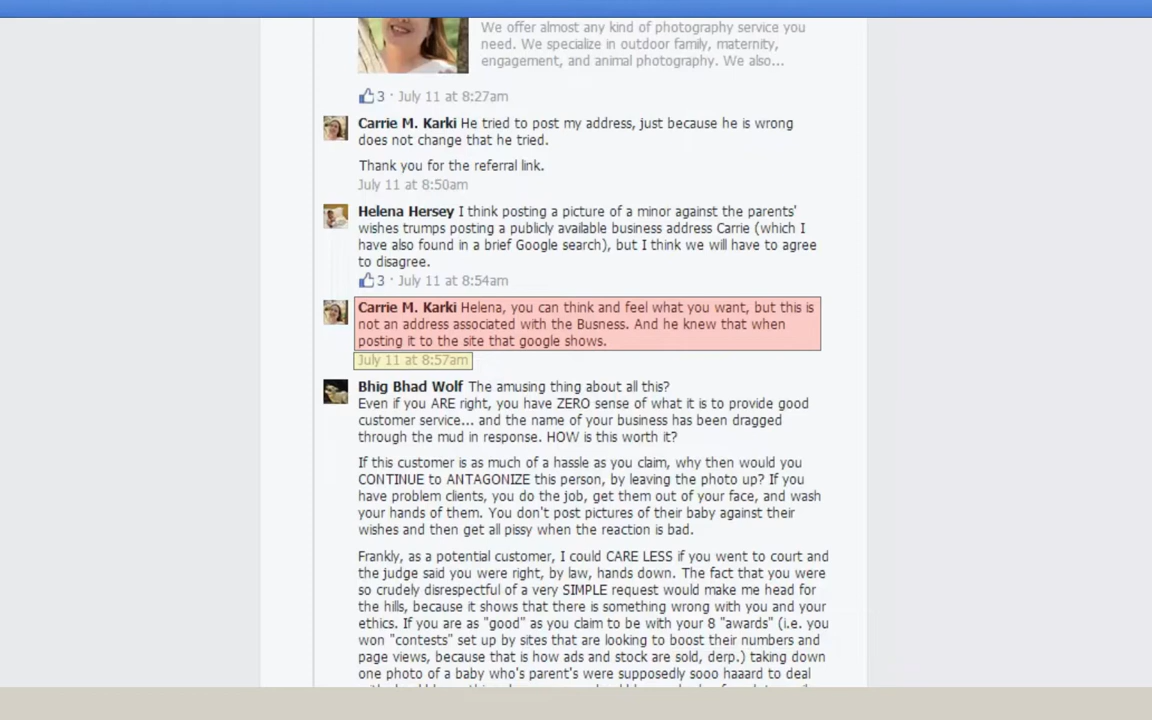 We offer almost any kind of photography service you
need. We specialize in outdoor family, maternity,
engagement, and animal photography. We also...
3 · July 11 at 8:27am
Carrie M. Karki He tried to post my address, just because he is wrong
does not change that he tried.
Thank you for the referral link.
July 11 at 8:50am
Helena Hersey I think posting a picture of a minor against the parents'
wishes trumps posting a publicly available business address Carrie (which I
have also found in a brief Google search), but I think we will have to agree
to disagree.
3 · July 11 at 8:54am
Carrie M. Karki Helena, you can think and feel what you want, but this is
not an address associated with the Busness. And he knew that when
posting it to the site that google shows.
July 11 at 8:57am
Bhig Bhad Wolf The amusing thing about all this?
Even if you ARE right, you have ZERO sense of what it is to provide good
customer service... and the name of your business has been dragged
through the mud in response. HOW is this worth it?
If this customer is as much of a hassle as you claim, why then would you
CONTINUE to ANTAGONIZE this person, by leaving the photo up? If you
have problem clients, you do the job, get them out of your face, and wash
your hands of them. You don't post pictures of their baby against their
wishes and then get all pissy when the reaction is bad.
Frankly, as a potential customer, I could CARE LESS if you went to court and
the judge said you were right, by law, hands down. The fact that you were
so crudely disrespectful of a very SIMPLE request would make me head for
the hills, because it shows that there is something wrong with you and your
ethics. If you are as "good" as you claim to be with your 8 "awards" (i.e. you
won "contests" set up by sites that are looking to boost their numbers and
page views, because that is how ads and stock are sold, derp.) taking down
one photo of a baby who's parent's were supposedly sooo haaard to deal